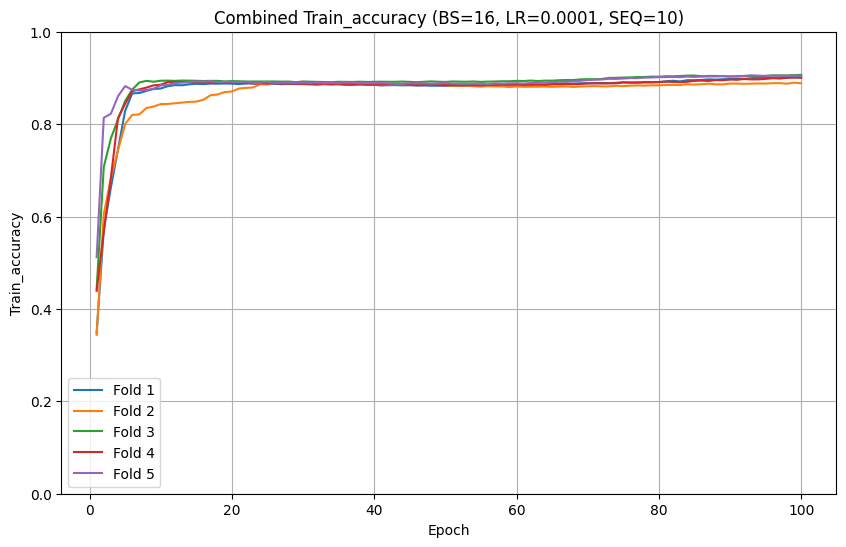 Combined Train_accuracy (BS=16, LR=0.0001, SEQ=10)
Train_accuracy
1.0
0.8
0.6
0.4
0.2
0.0
Fold 1
Fold 2
Fold 3
Fold 4
Fold 5
0 20 40 60 80 100
Epoch